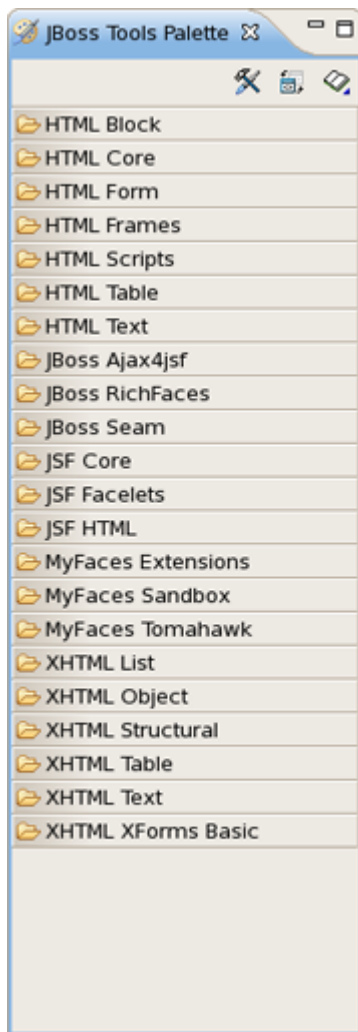 JBoss Tools Palette
HTML Block
HTML Core
HTML Form
HTML Frames
HTML Scripts
HTML Table
HTML Text
JBoss Ajax4jsf
JBoss RichFaces
JBoss Seam
JSF Core
JSF Facelets
JSF HTML
MyFaces Extensions
MyFaces Sandbox
MyFaces Tomahawk
XHTML List
XHTML Object
XHTML Structural
XHTML Table
XHTML Text
XHTML XForms Basic